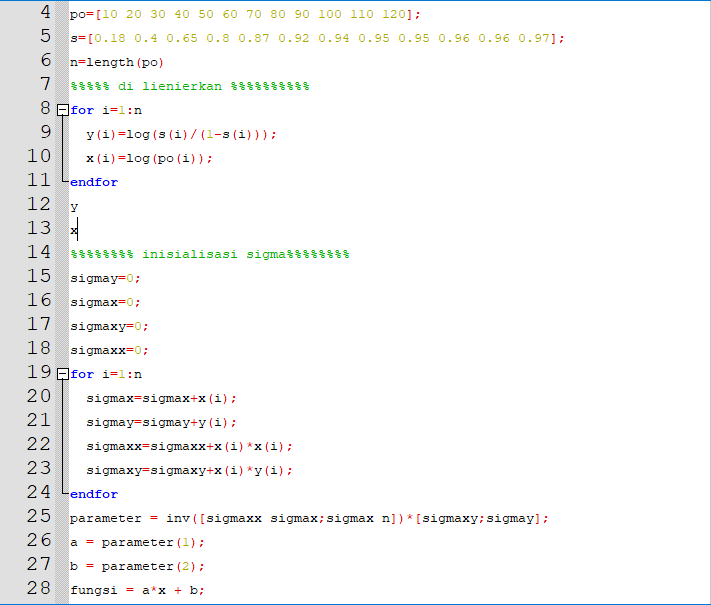 4 po=[10 20 30 40 50 60 70 80 90 100 110 120];
5 s=[0.18 0.4 0.65 0.8 0.87 0.92 0.94 0.95 0.95 0.96 0.96 0.97];
6 n=length(po)
7 %%%%% di lienierkan %%%%%%%%%%
8 for i=1:n
9 y(i)=log(s(i)/(1-s(i)));
10 x(i)=log(po(i));
11 endfor
12 y
13 x
14 %%%%%%%% inisialisasi sigma%%%%%%%%
15 sigmay=0;
16 sigmax=0;
17 sigmaxy=0;
18 sigmaxx=0;
19 for i=1:n
20 sigmax=sigmax+x(i);
21 sigmay=sigmay+y(i);
22 sigmaxx=sigmaxx+x(i)*x(i);
23 sigmaxy=sigmaxy+x(i)*y(i);
24 endfor
25 parameter = inv([sigmaxx sigmax;sigmax n])*[sigmaxy;sigmay];
26 a = parameter(1);
27 b = parameter(2);
28 fungsi = a*x + b;